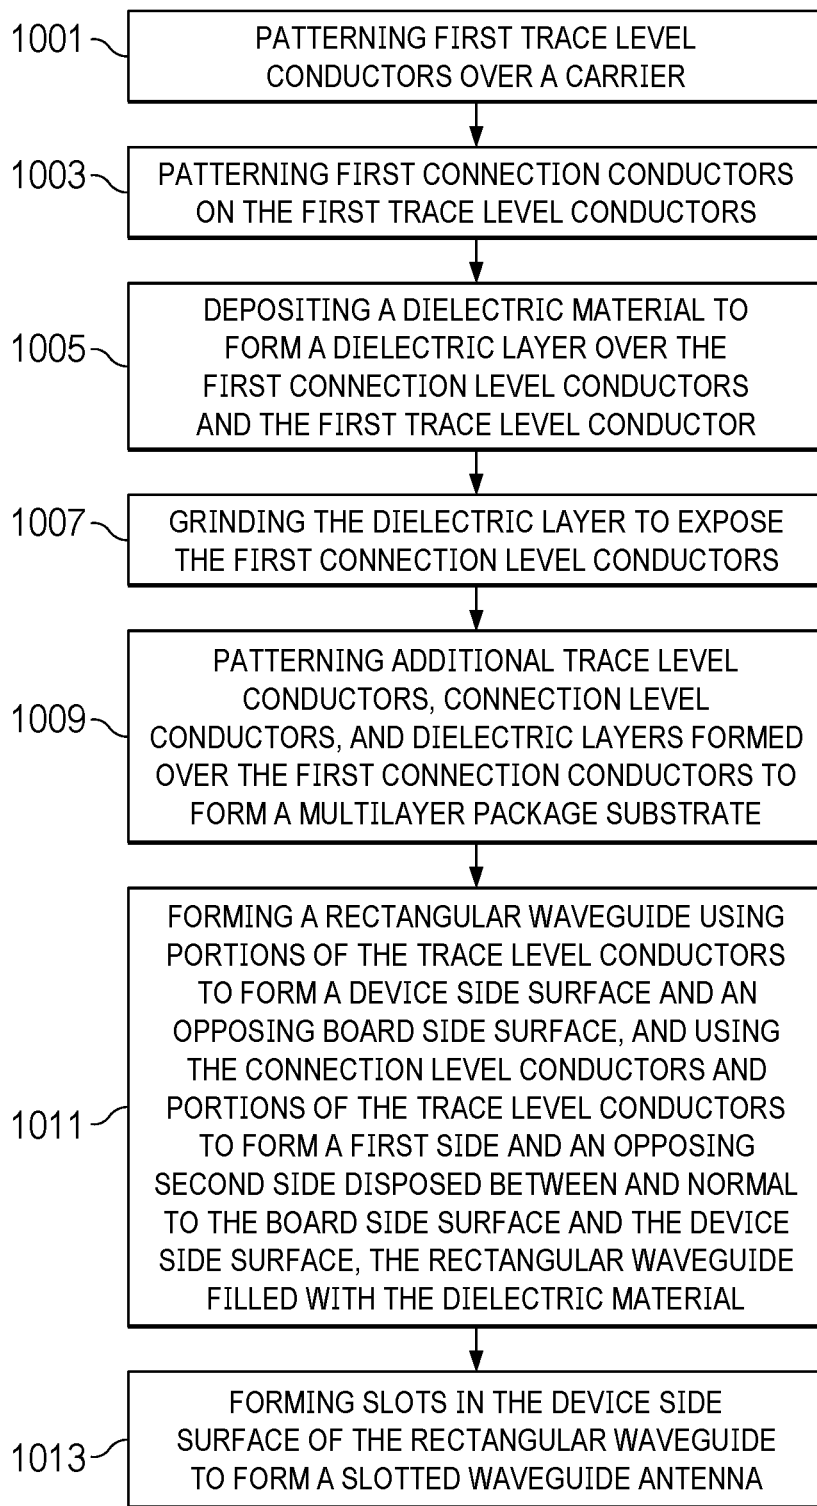 1001
PATTERNING FIRST TRACE LEVEL
CONDUCTORS OVER A CARRIER
1003
PATTERNING FIRST CONNECTION CONDUCTORS
ON THE FIRST TRACE LEVEL CONDUCTORS
1005
DEPOSITING A DIELECTRIC MATERIAL TO
FORM A DIELECTRIC LAYER OVER THE
FIRST CONNECTION LEVEL CONDUCTORS
AND THE FIRST TRACE LEVEL CONDUCTOR
1007
GRINDING THE DIELECTRIC LAYER TO EXPOSE
THE FIRST CONNECTION LEVEL CONDUCTORS
1009
PATTERNING ADDITIONAL TRACE LEVEL
CONDUCTORS, CONNECTION LEVEL
CONDUCTORS, AND DIELECTRIC LAYERS FORMED
OVER THE FIRST CONNECTION CONDUCTORS TO
FORM A MULTILAYER PACKAGE SUBSTRATE
1011
FORMING A RECTANGULAR WAVEGUIDE USING
PORTIONS OF THE TRACE LEVEL CONDUCTORS
TO FORM A DEVICE SIDE SURFACE AND AN
OPPOSING BOARD SIDE SURFACE, AND USING
THE CONNECTION LEVEL CONDUCTORS AND
PORTIONS OF THE TRACE LEVEL CONDUCTORS
TO FORM A FIRST SIDE AND AN OPPOSING
SECOND SIDE DISPOSED BETWEEN AND NORMAL
TO THE BOARD SIDE SURFACE AND THE DEVICE
SIDE SURFACE, THE RECTANGULAR WAVEGUIDE
FILLED WITH THE DIELECTRIC MATERIAL
1013
FORMING SLOTS IN THE DEVICE SIDE
SURFACE OF THE RECTANGULAR WAVEGUIDE
TO FORM A SLOTTED WAVEGUIDE ANTENNA